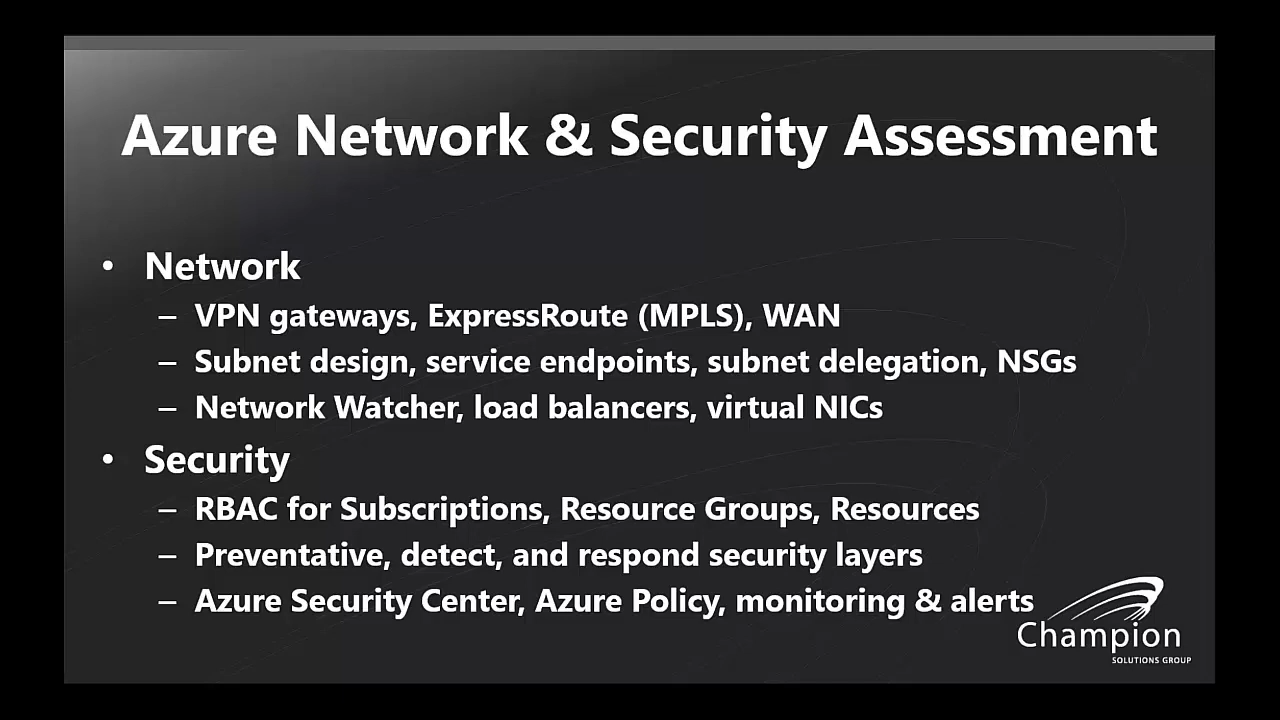 Azure Network & Security Assessment
• Network
– VPN gateways, ExpressRoute (MPLS), WAN
– Subnet design, service endpoints, subnet delegation, NSGs
– Network Watcher, load balancers, virtual NICs
• Security
– RBAC for Subscriptions, Resource Groups, Resources
– Preventative, detect, and respond security layers
– Azure Security Center, Azure Policy, monitoring & alerts
Champion
SOLUTIONS GROUP